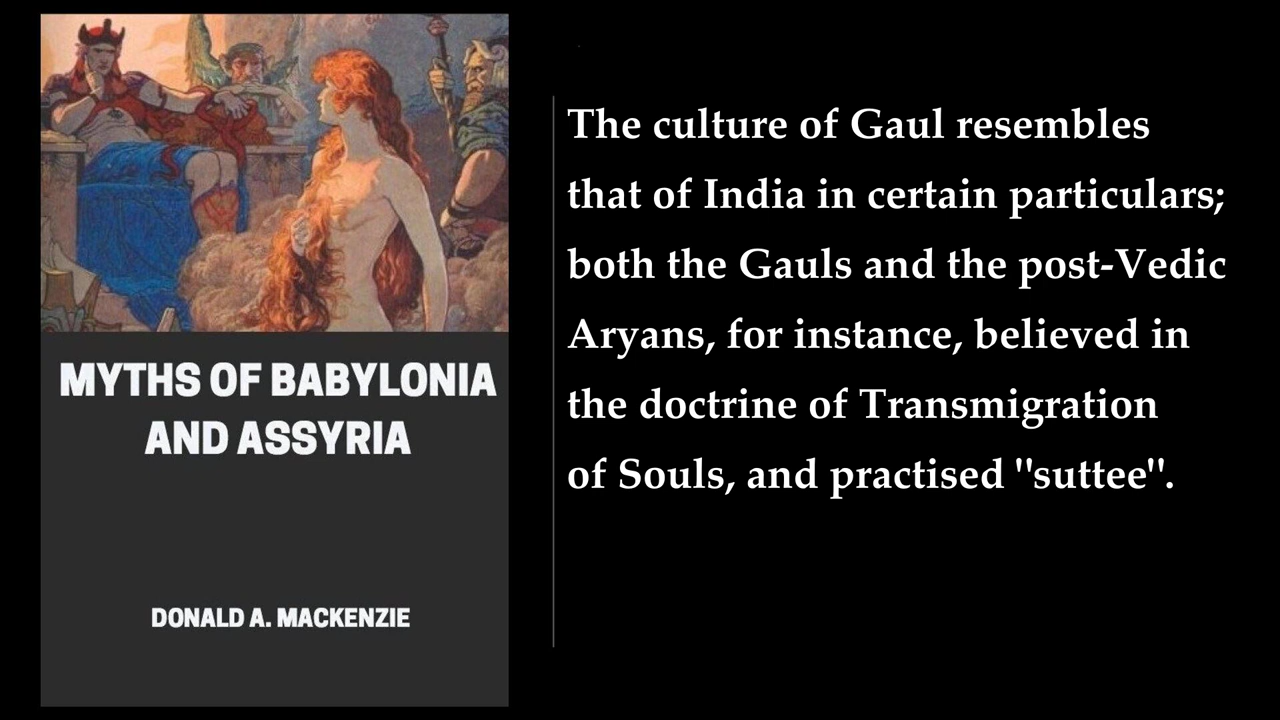 MYTHS OF BABYLONIA
AND ASSYRIA
DONALD A. MACKENZIE
The culture of Gaul resembles
that of India in certain particulars;
both the Gauls and the post-Vedic
Aryans, for instance, believed in
the doctrine of Transmigration
of Souls, and practised "suttee".